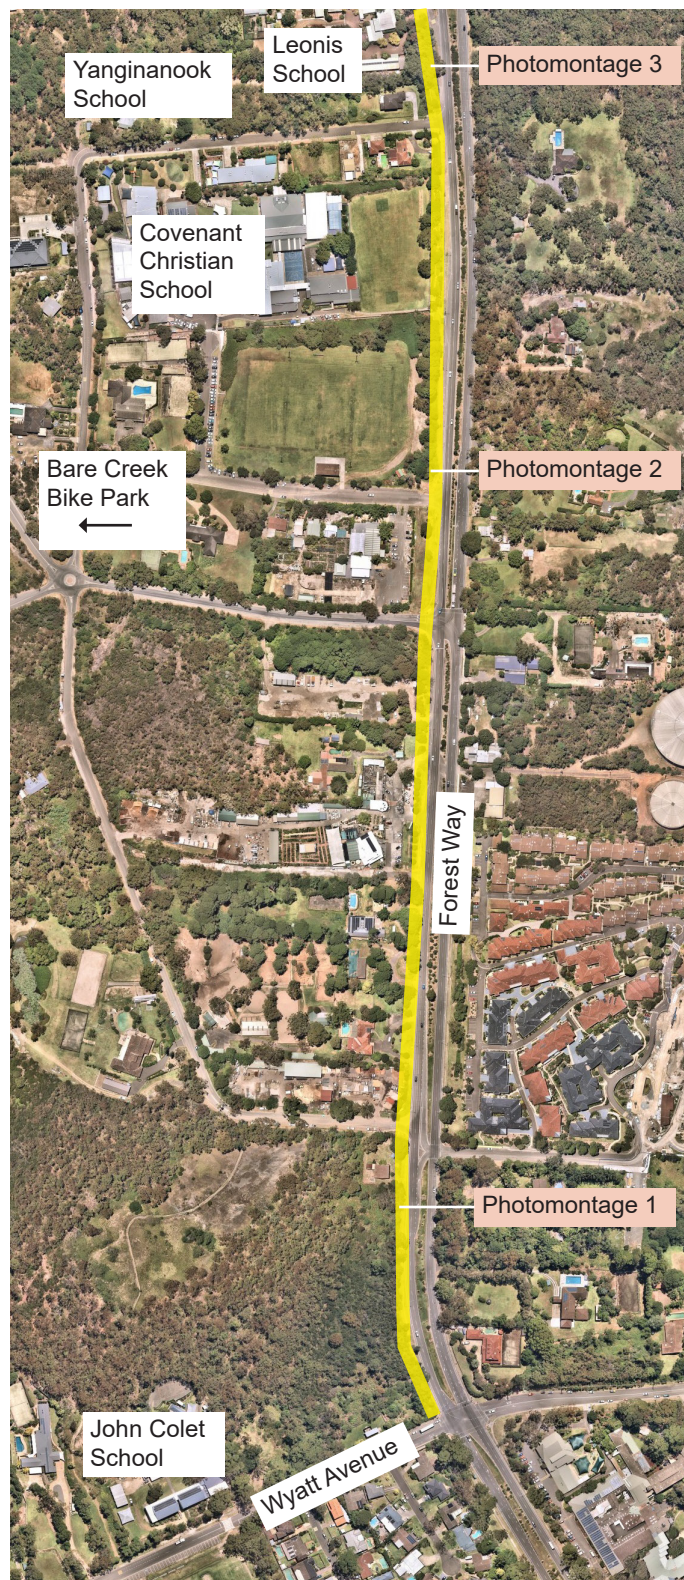 Leonis
School
Yanginanook
School
Photomontage 3
Covenant
Christian
School
Bare Creek
Bike Park
Photomontage 2
Forest Way
Photomontage 1
John Colet
School
Wyatt Avenue